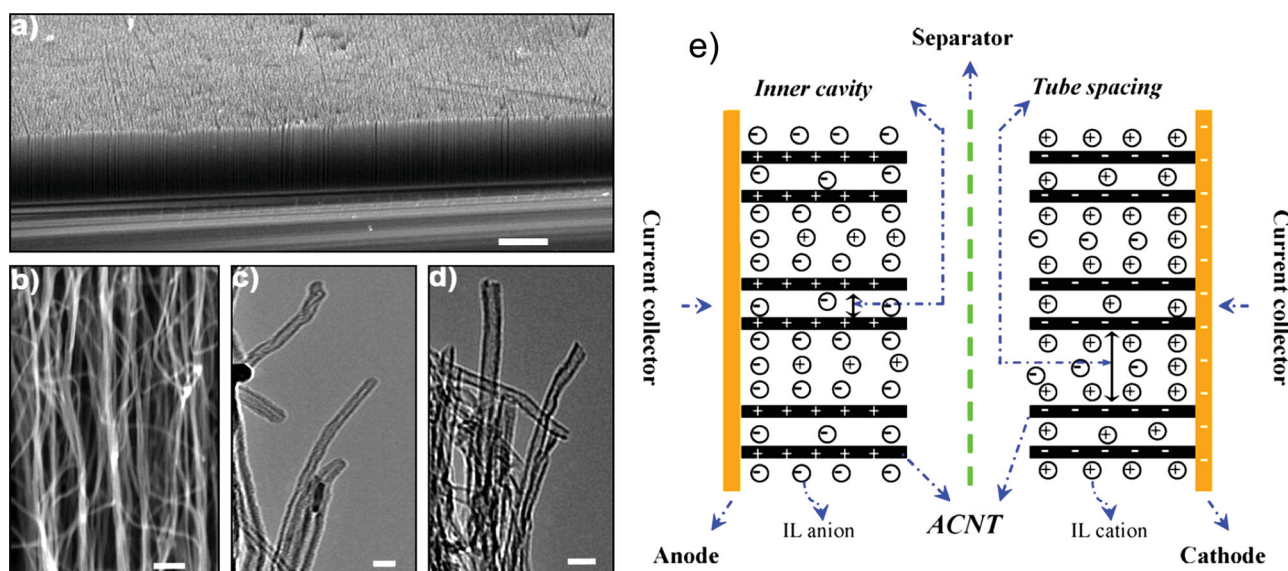 a)
b)
c)
d)
e)
Separator
Inner cavity
Tube spacing
Current collector
Current collector
IL anion
ACNT
IL cation
Anode
Cathode